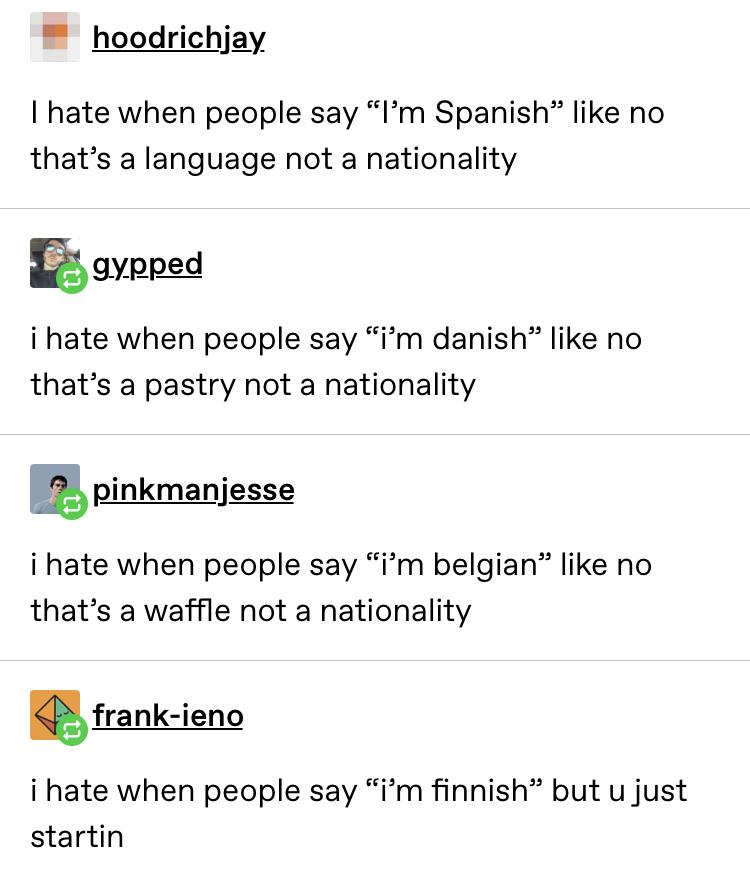 hoodrichjay
I hate when people say “I’m Spanish” like no
that’s a language not a nationality
gypped
i hate when people say “i’m danish” like no
that’s a pastry not a nationality
pinkmanjesse
i hate when people say “i’m belgian” like no
that’s a waffle not a nationality
frank-ieno
i hate when people say “i’m finnish” but u just
startin